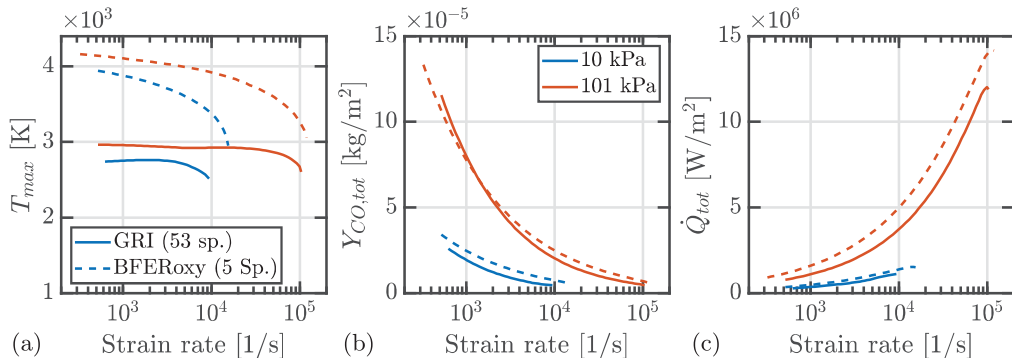 ×10³
4
3
2
1
T_max [K]
GRI (53 sp.)
BFERoxy (5 Sp.)
10³ 10⁴ 10⁵
(a) Strain rate [1/s]
×10⁻⁵
15
10
5
0
Y_CO,tot [kg/m²]
10 kPa
101 kPa
10³ 10⁴ 10⁵
(b) Strain rate [1/s]
×10⁶
15
10
5
0
Q̇_tot [W/m²]
10³ 10⁴ 10⁵
(c) Strain rate [1/s]